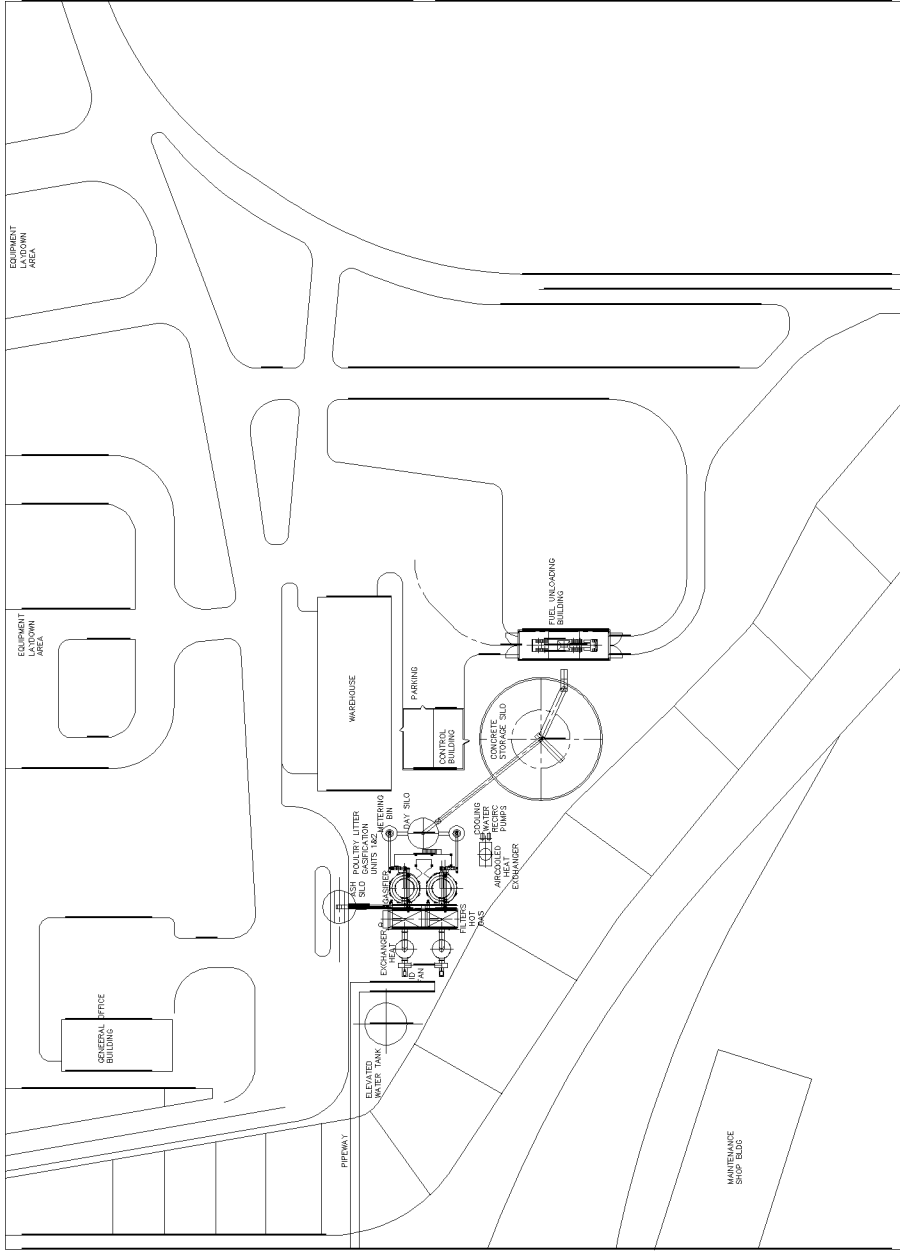 EQUIPMENT
LAYDOWN
AREA
EQUIPMENT
LAYDOWN
AREA
FUEL UNLOADING
BUILDING
WAREHOUSE
PARKING
CONTROL
BUILDING
CONCRETE
STORAGE SILO
METERING
BIN
DAY SILO
POULTRY LITTER
GASIFICATION
UNITS 1&2
COOLING
WATER
RECIRC
PUMPS
AIRCOOLED
HEAT
EXCHANGER
ASH
SILO
GASIFIER
HOT
GAS
FILTERS
HEAT
EXCHANGER
ID
FAN
ELEVATED
WATER TANK
GENEERAL OFFICE
BUILDING
PIPEWAY
MAINTENANCE
SHOP BLDG